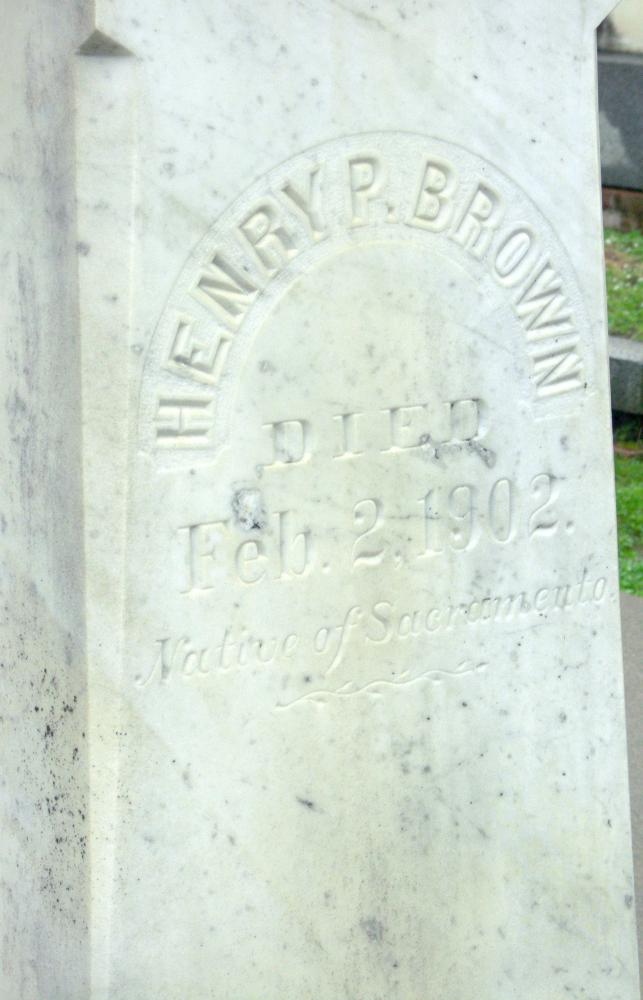 HENRY P. BROWN
DIED
Feb. 2, 1902.
Native of Sacramento.